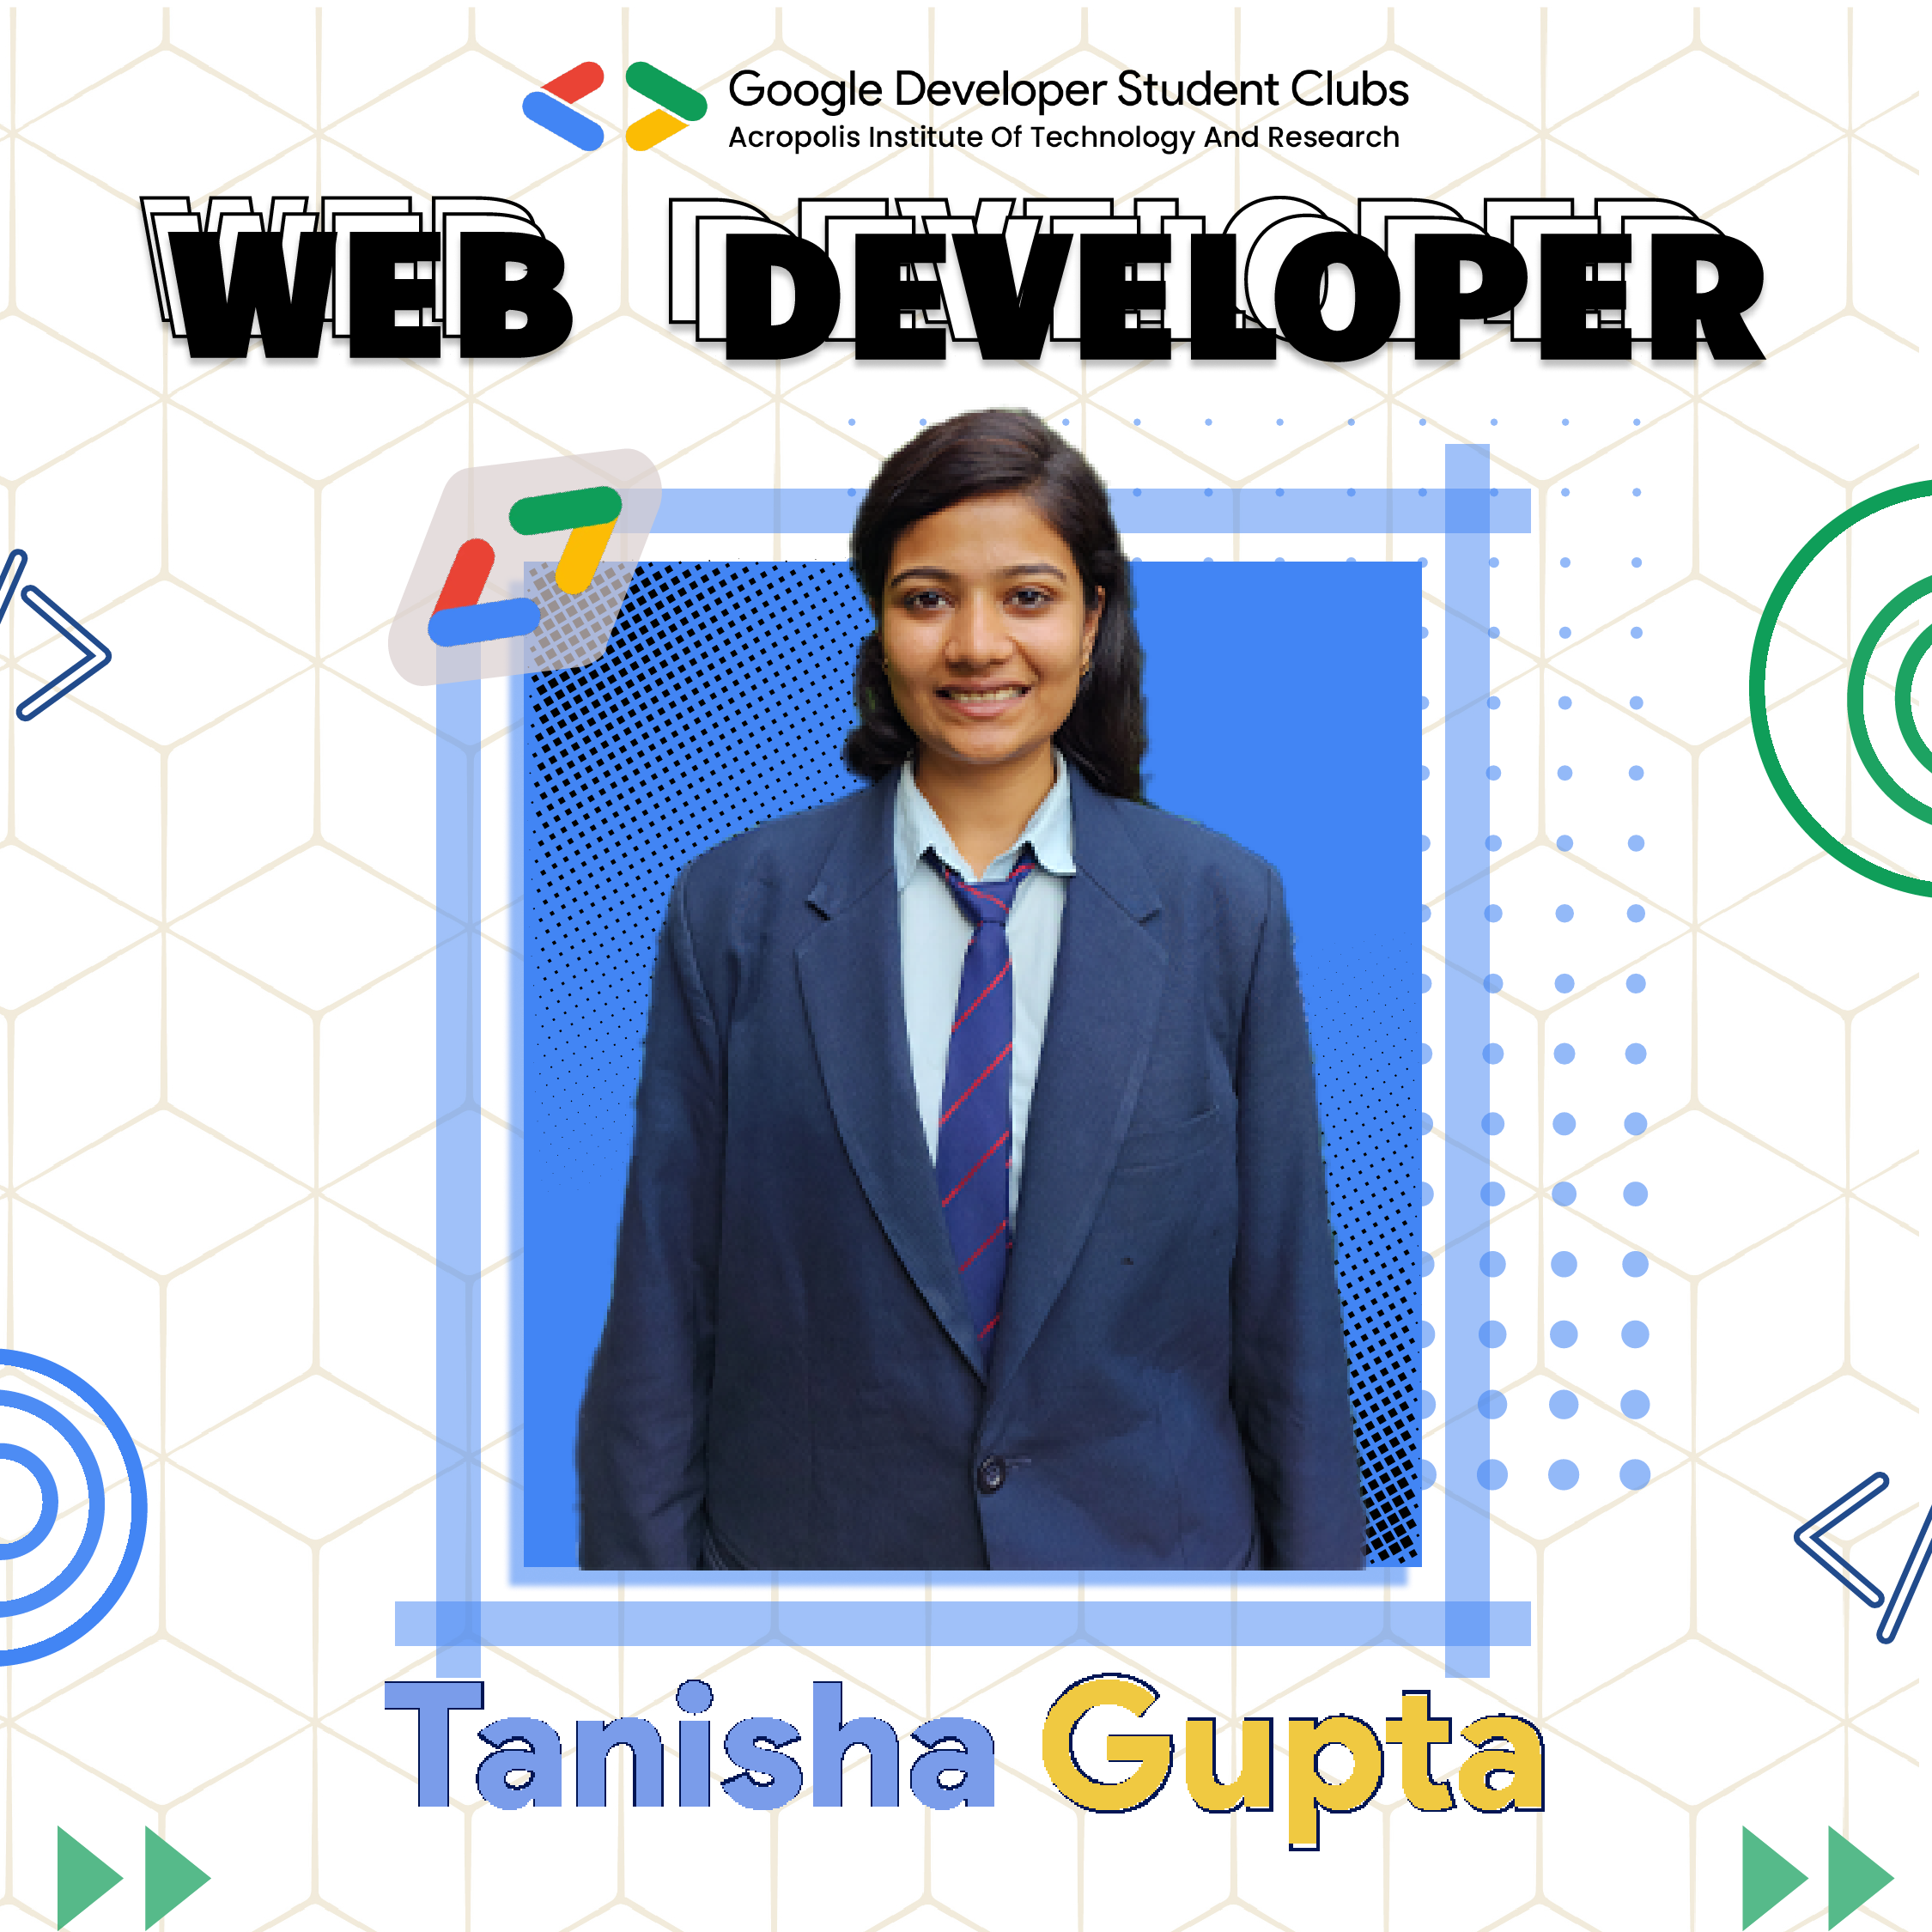 Google Developer Student Clubs
Acropolis Institute Of Technology And Research
WEB DEVELOPER
Tanisha Gupta